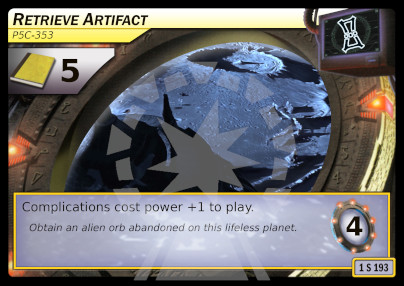 RETRIEVE ARTIFACT
P5C-353
5
Complications cost power +1 to play.
Obtain an alien orb abandoned on this lifeless planet.
4
1 S 193